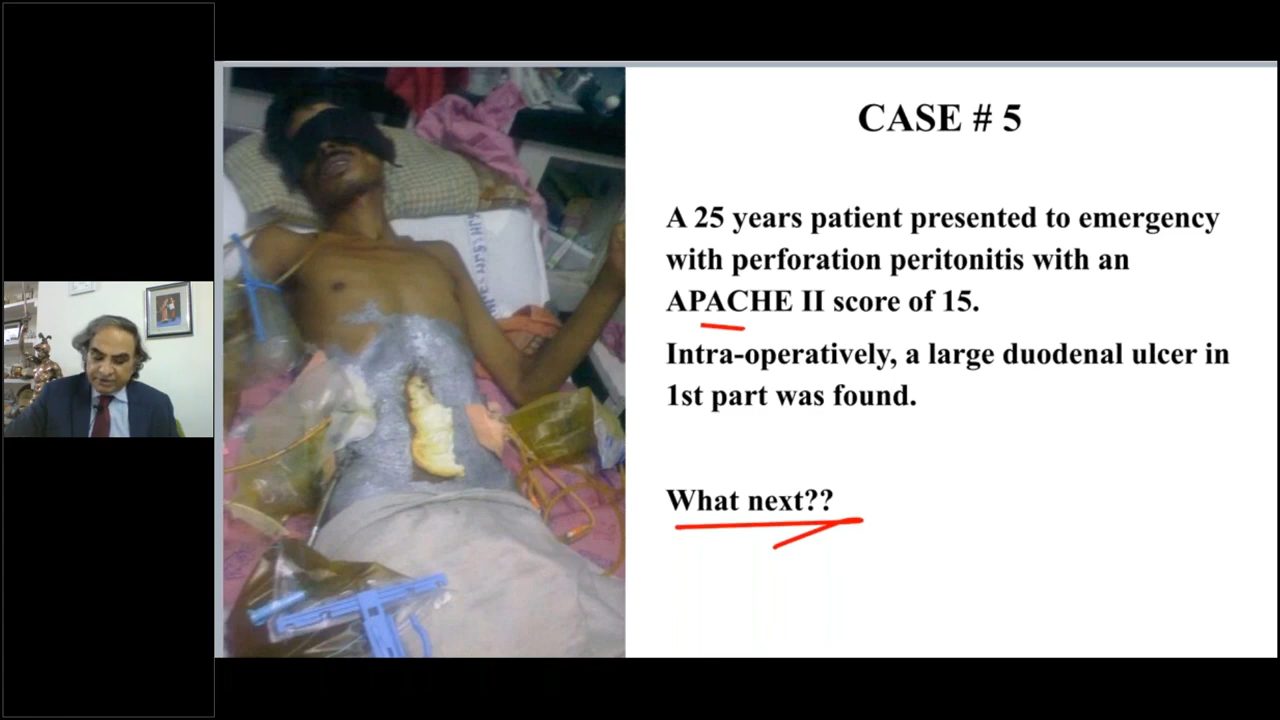 CASE # 5
A 25 years patient presented to emergency
with perforation peritonitis with an
APACHE II score of 15.
Intra-operatively, a large duodenal ulcer in
1st part was found.
What next??